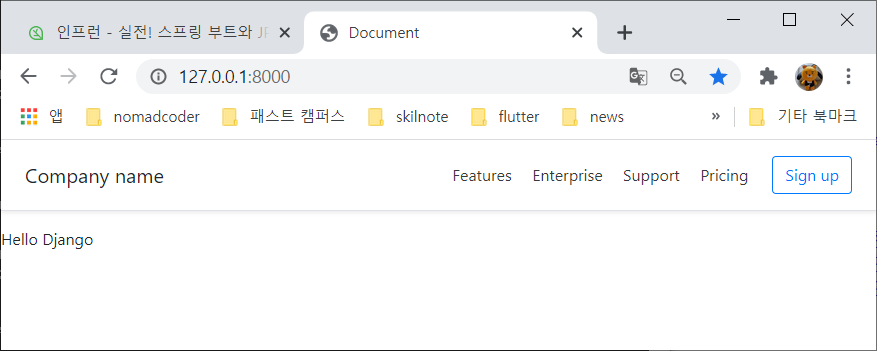 인프런 - 실전! 스프링 부트와 Document
127.0.0.1:8000
앱 nomadcoder 패스트 캠퍼스 skilnote flutter news » 기타 북마크
Company name Features Enterprise Support Pricing Sign up
Hello Django